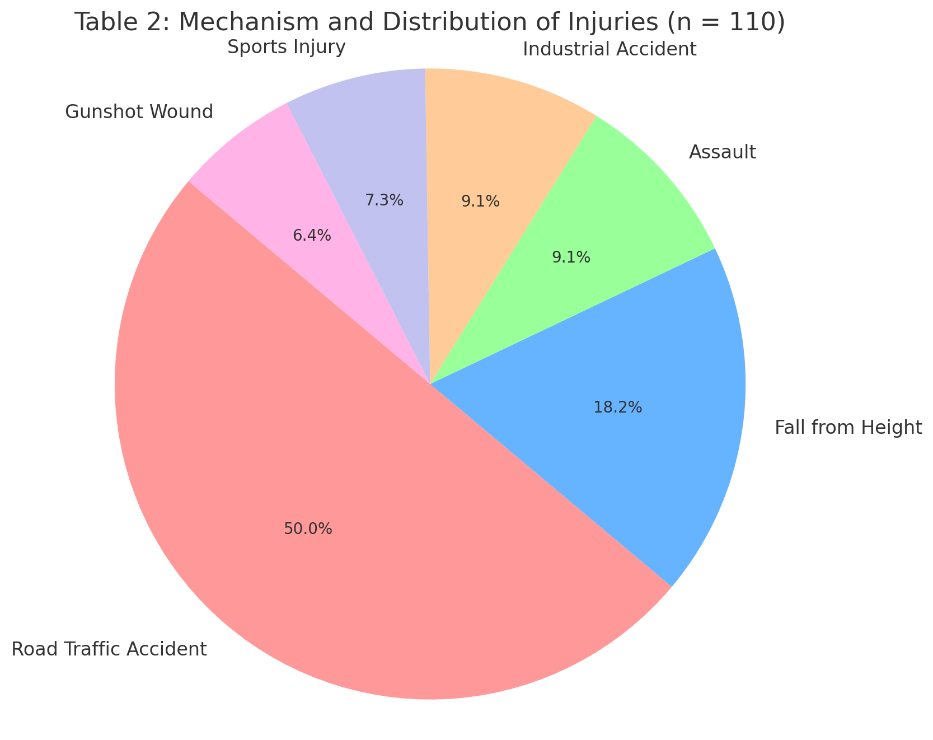 Table 2: Mechanism and Distribution of Injuries (n = 110)
Sports Injury
Industrial Accident
Gunshot Wound
Assault
7.3%
9.1%
6.4%
9.1%
18.2%
Fall from Height
50.0%
Road Traffic Accident